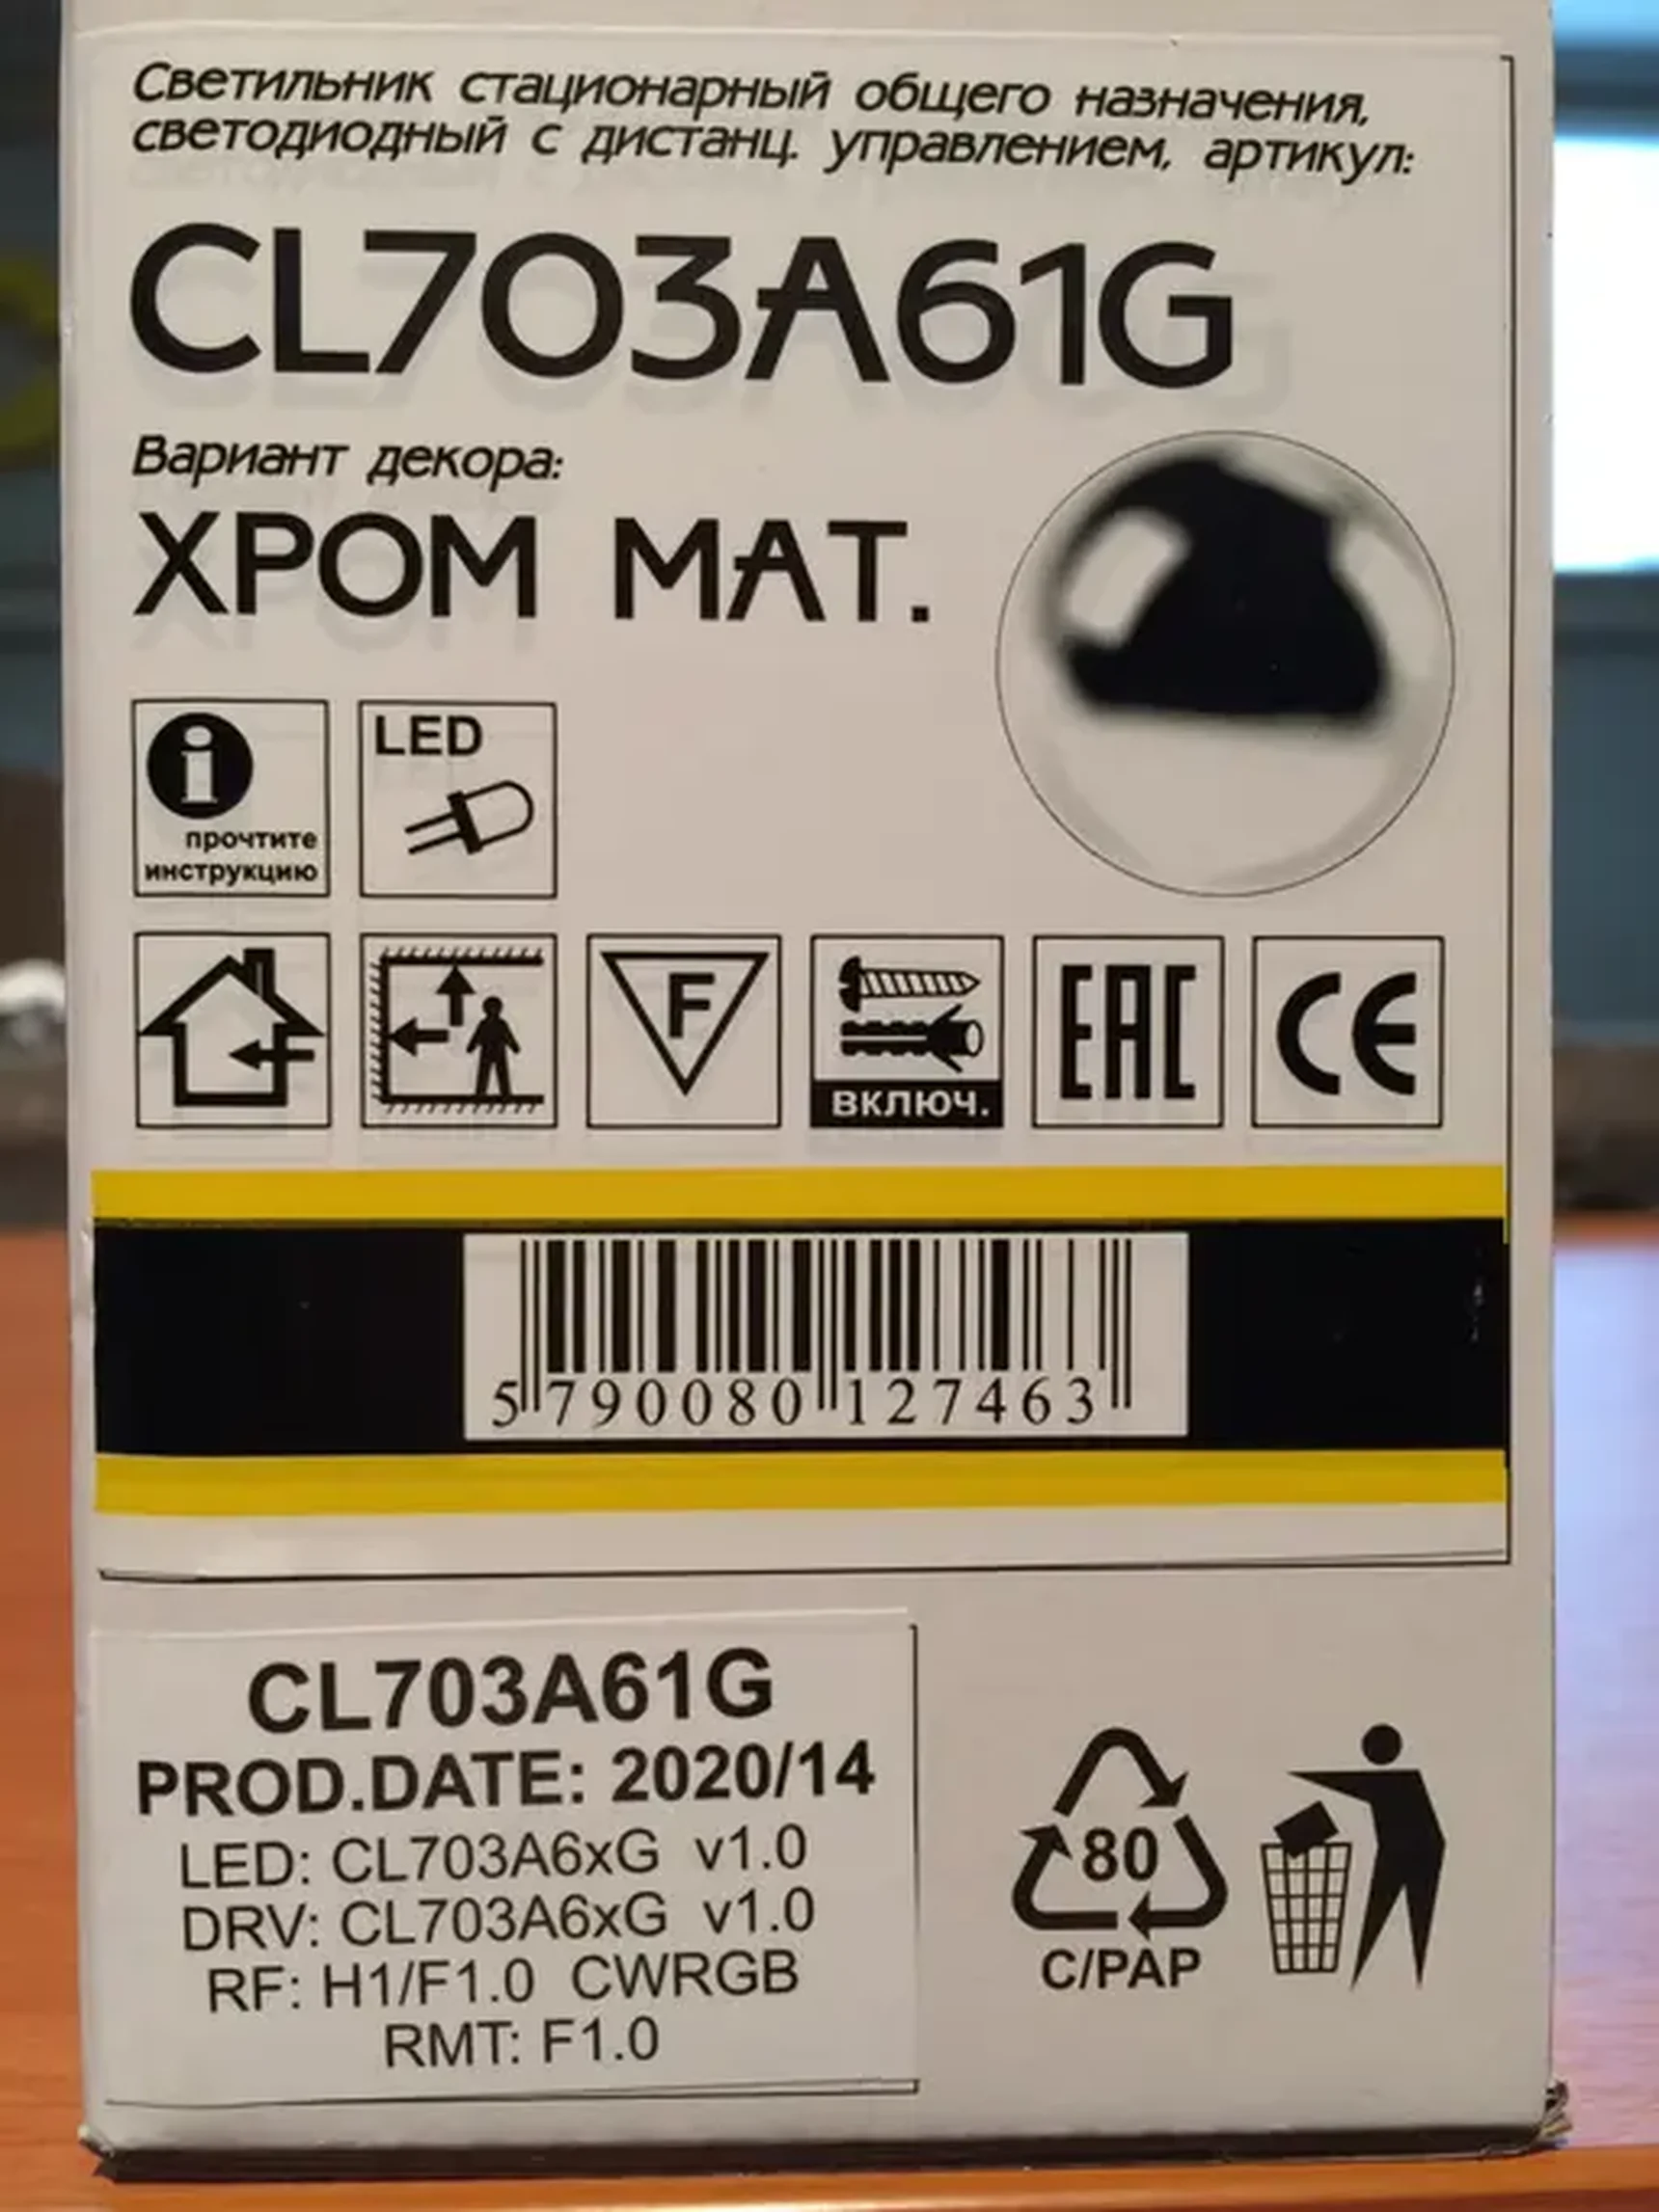 Светильник стационарный общего назначения,
светодиодный с дистанц. управлением, артикул:
CL703A61G
Вариант декора:
ХРОМ МАТ.
i
прочтите
инструкцию
LED
F
ВКЛЮЧ.
EAC
CE
5 790080 127463
CL703A61G
PROD.DATE: 2020/14
LED: CL703A6xG v1.0
DRV: CL703A6xG v1.0
RF: H1/F1.0 CWRGB
RMT: F1.0
80
C/PAP